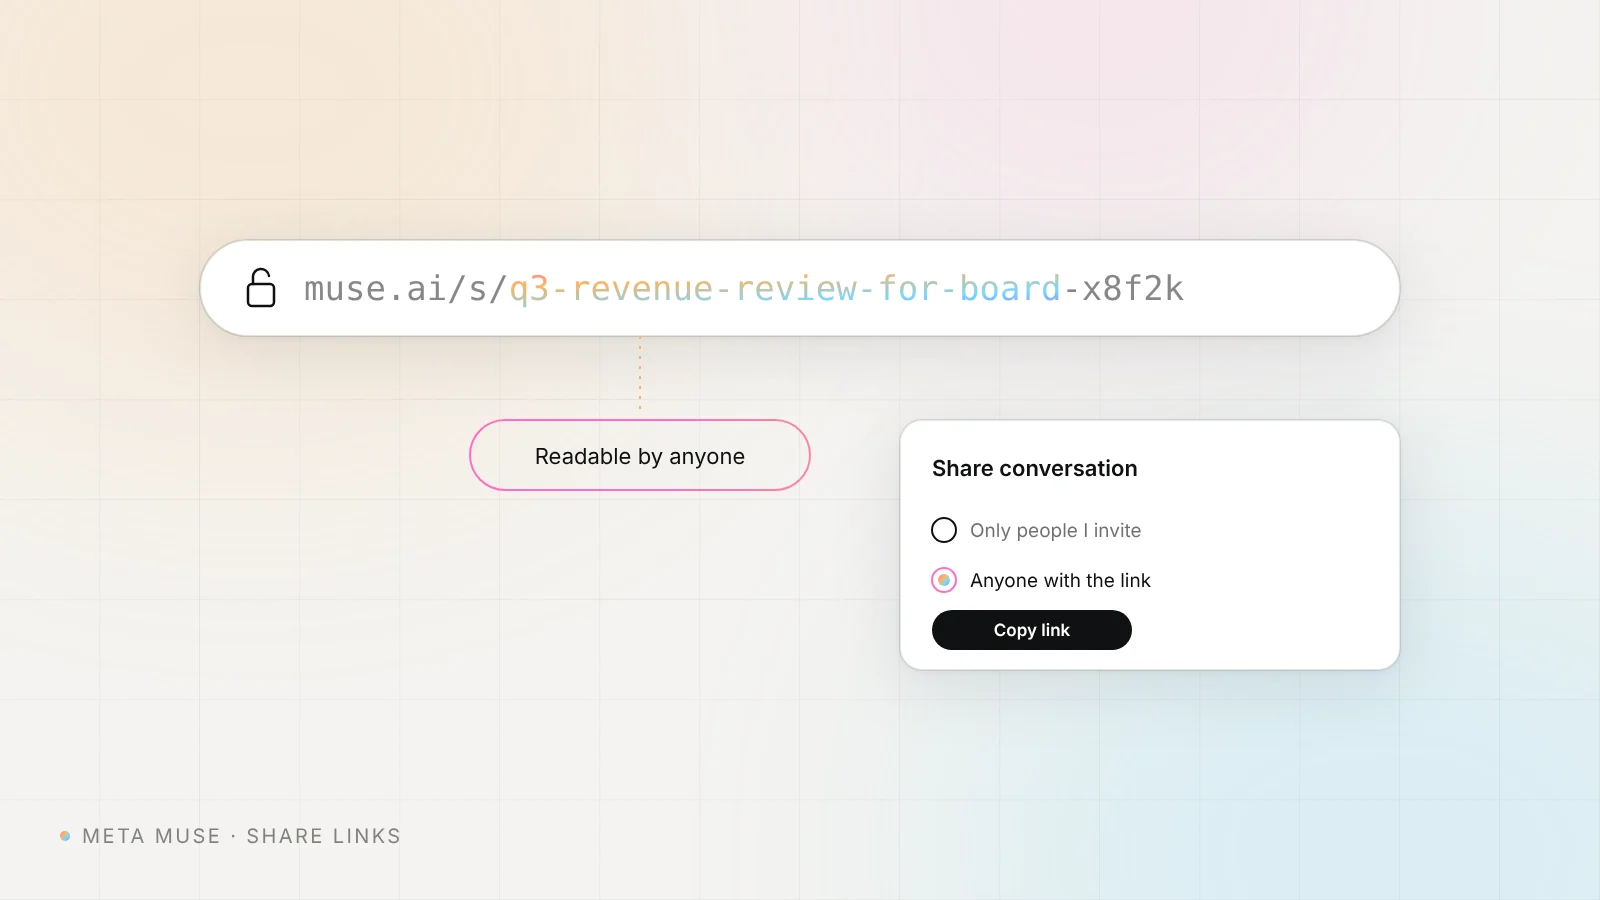 muse.ai/s/q3-revenue-review-for-board-x8f2k
Readable by anyone
Share conversation
Only people I invite
Anyone with the link
Copy link
META MUSE · SHARE LINKS